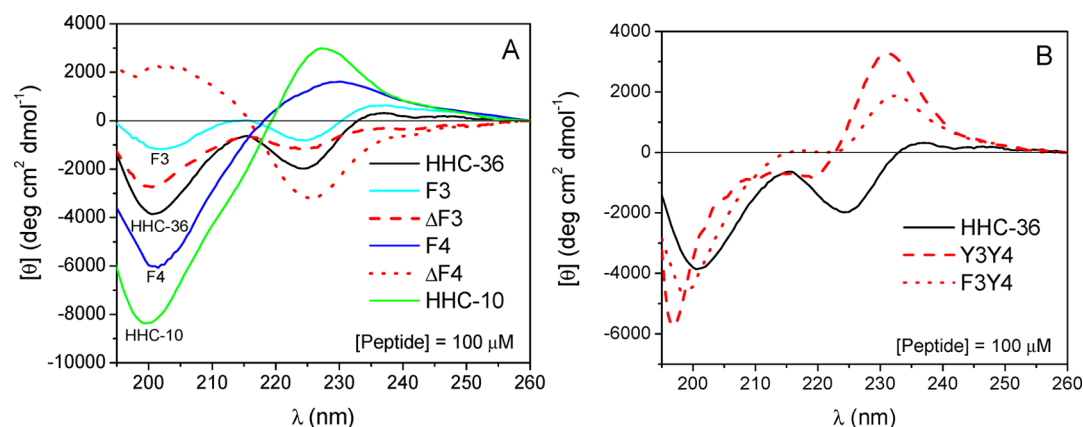 A
[θ] (deg cm² dmol⁻¹)
4000
2000
0
-2000
-4000
-6000
-8000
-10000
F3
HHC-36
F4
HHC-10
HHC-36
F3
ΔF3
F4
ΔF4
HHC-10
[Peptide] = 100 μM
200 210 220 230 240 250 260
λ (nm)
B
[θ] (deg cm² dmol⁻¹)
4000
2000
0
-2000
-4000
-6000
HHC-36
Y3Y4
F3Y4
[Peptide] = 100 μM
200 210 220 230 240 250 260
λ (nm)